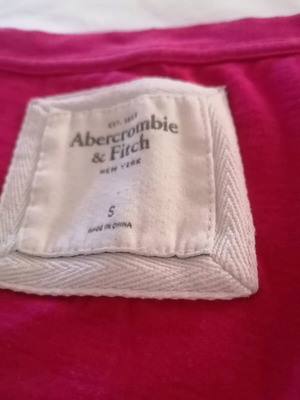 EST. 1892
Abercrombie
& Fitch
NEW YORK
S
MADE IN CHINA